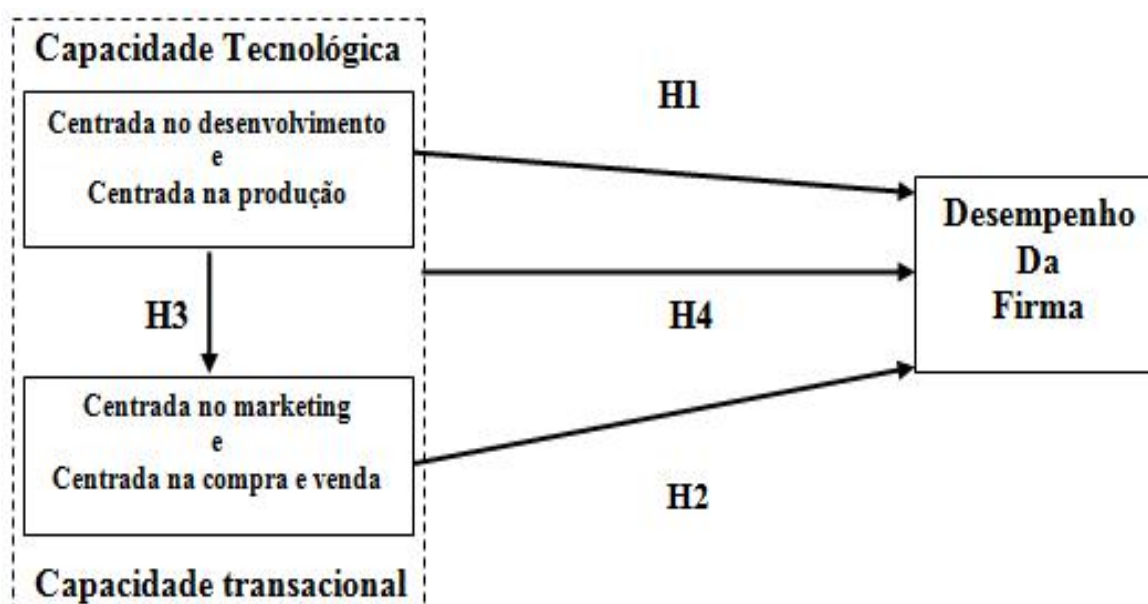 Capacidade Tecnológica
Centrada no desenvolvimento
e
Centrada na produção
H1
Desempenho
Da
Firma
H3
H4
Centrada no marketing
e
Centrada na compra e venda
H2
Capacidade transacional